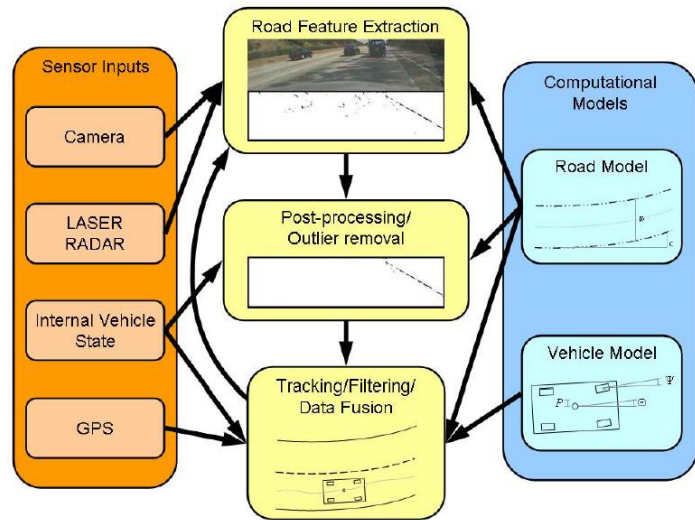 Road Feature Extraction
Sensor Inputs
Camera
LASER
RADAR
Internal Vehicle
State
GPS
Post-processing/
Outlier removal
Tracking/Filtering/
Data Fusion
Computational
Models
Road Model
C
Vehicle Model
P
Ψ
Θ